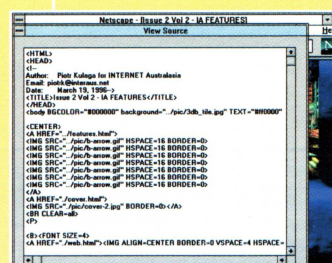 Netscape - [Issue 2 Vol 2 - IA FEATURES]
View Source
He
<HTML>
<HEAD>
<!--
Author: Piotr Kulaga for INTERNET Australasia
Email: piotrk@interaus.net
Date: March 19, 1996-->
<TITLE>Issue 2 Vol 2 - IA FEATURES</TITLE>
</HEAD>
<body BGCOLOR="#000000" background="../pic/3db_tile.jpg" TEXT="#ff0000"
<CENTER>
<A HREF="./features.html">
<IMG SRC="../pic/b-arrow.gif" HSPACE=16 BORDER=0>
<IMG SRC="../pic/b-arrow.gif" HSPACE=16 BORDER=0>
<IMG SRC="../pic/b-arrow.gif" HSPACE=16 BORDER=0>
<IMG SRC="../pic/b-arrow.gif" HSPACE=16 BORDER=0>
<IMG SRC="../pic/b-arrow.gif" HSPACE=16 BORDER=0>
<IMG SRC="../pic/b-arrow.gif" HSPACE=16 BORDER=0>
</A>
<A HREF="./cover.html">
<IMG SRC="../pic/cover-2.jpg" BORDER=0></A>
<BR CLEAR=all>
<P>
<B><FONT SIZE=4>
<A HREF="./web.html"><IMG ALIGN=CENTER BORDER=0 VSPACE=4 HSPACE=